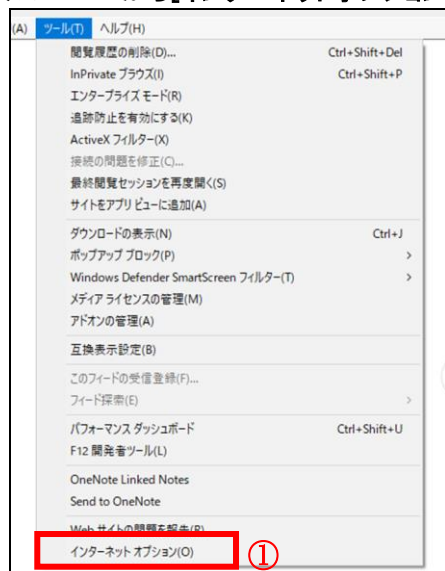 (A) ツール(T) ヘルプ(H)
閲覧履歴の削除(D)... Ctrl+Shift+Del
InPrivate ブラウズ(I) Ctrl+Shift+P
エンタープライズ モード(R)
追跡防止を有効にする(K)
ActiveX フィルター(X)
接続の問題を修正(C)...
最終閲覧セッションを再度開く(S)
サイトをアプリ ビューに追加(A)
ダウンロードの表示(N) Ctrl+J
ポップアップ ブロック(P) >
Windows Defender SmartScreen フィルター(T) >
メディア ライセンスの管理(M)
アドオンの管理(A)
互換表示設定(B)
このフィードの受信登録(F)...
フィード探索(E) >
パフォーマンス ダッシュボード Ctrl+Shift+U
F12 開発者ツール(L)
OneNote Linked Notes
Send to OneNote
Web サイトの問題を報告(R)
インターネット オプション(O) ①